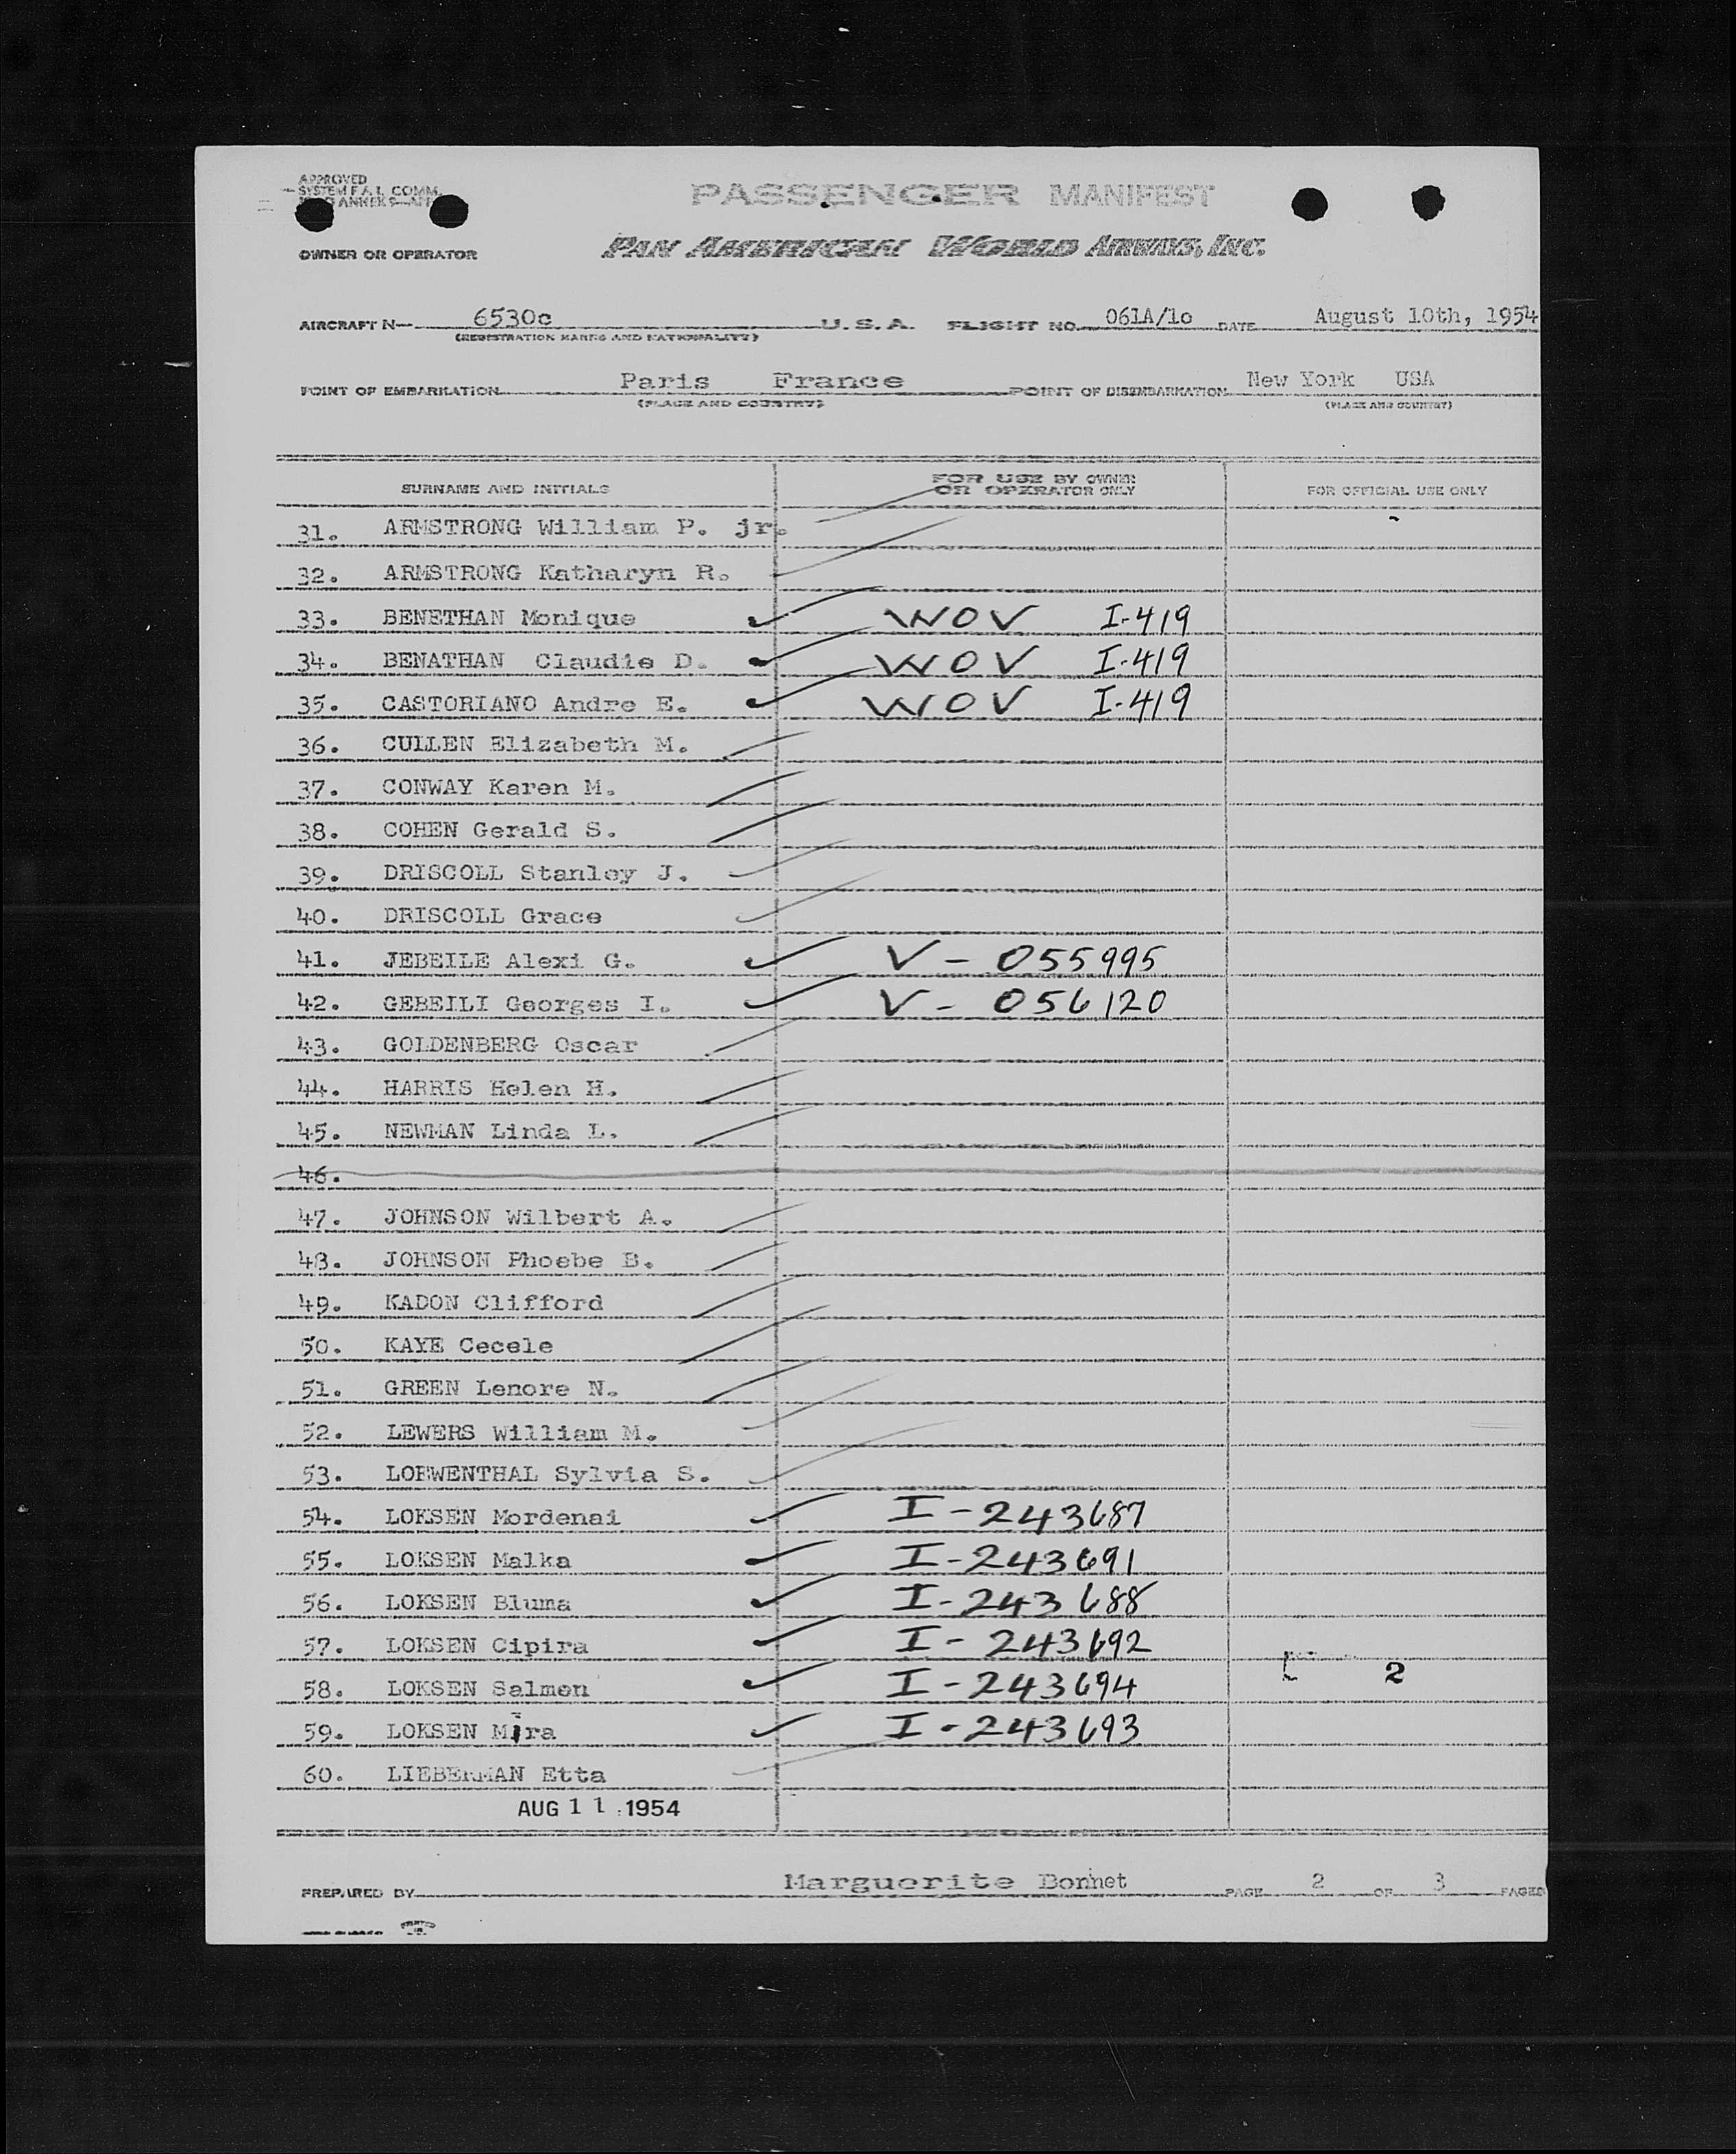 APPROVED
SYSTEM F.A.L. COMM.
PASSENGER MANIFEST
OWNER OR OPERATOR PAN AMERICAN WORLD AIRWAYS, INC.
AIRCRAFT N— 6530c U. S. A. FLIGHT NO. 061A/1o DATE August 10th, 1954
(REGISTRATION MARKS AND NATIONALITY)
POINT OF EMBARKATION Paris France POINT OF DISEMBARKATION New York USA
(PLACE AND COUNTRY) (PLACE AND COUNTRY)
SURNAME AND INITIALS FOR USE BY OWNER OR OPERATOR ONLY FOR OFFICIAL USE ONLY
31. ARMSTRONG William P. jr.
32. ARMSTRONG Katharyn R.
33. BENETHAN Monique WOV I-419
34. BENATHAN Claudie D. WOV I-419
35. CASTORIANO Andre E. WOV I-419
36. CULLEN Elizabeth M.
37. CONWAY Karen M.
38. COHEN Gerald S.
39. DRISCOLL Stanley J.
40. DRISCOLL Grace
41. JEBEILE Alexi G. V - 055995
42. GEBEILI Georges I. V - 056120
43. GOLDENBERG Oscar
44. HARRIS Helen H.
45. NEWMAN Linda L.
46.
47. JOHNSON Wilbert A.
48. JOHNSON Phoebe B.
49. KADON Clifford
50. KAYE Cecele
51. GREEN Lenore N.
52. LEWERS William M.
53. LOEWENTHAL Sylvia S.
54. LOKSEN Mordenai I-243687
55. LOKSEN Malka I-243691
56. LOKSEN Bluma I-243688
57. LOKSEN Cipira I-243692
58. LOKSEN Salmen I-243694 2
59. LOKSEN Mira I-243693
60. LIEBERMAN Etta
AUG 11 1954
PREPARED BY Marguerite Bonnet PAGE 2 OF 3 PAGES